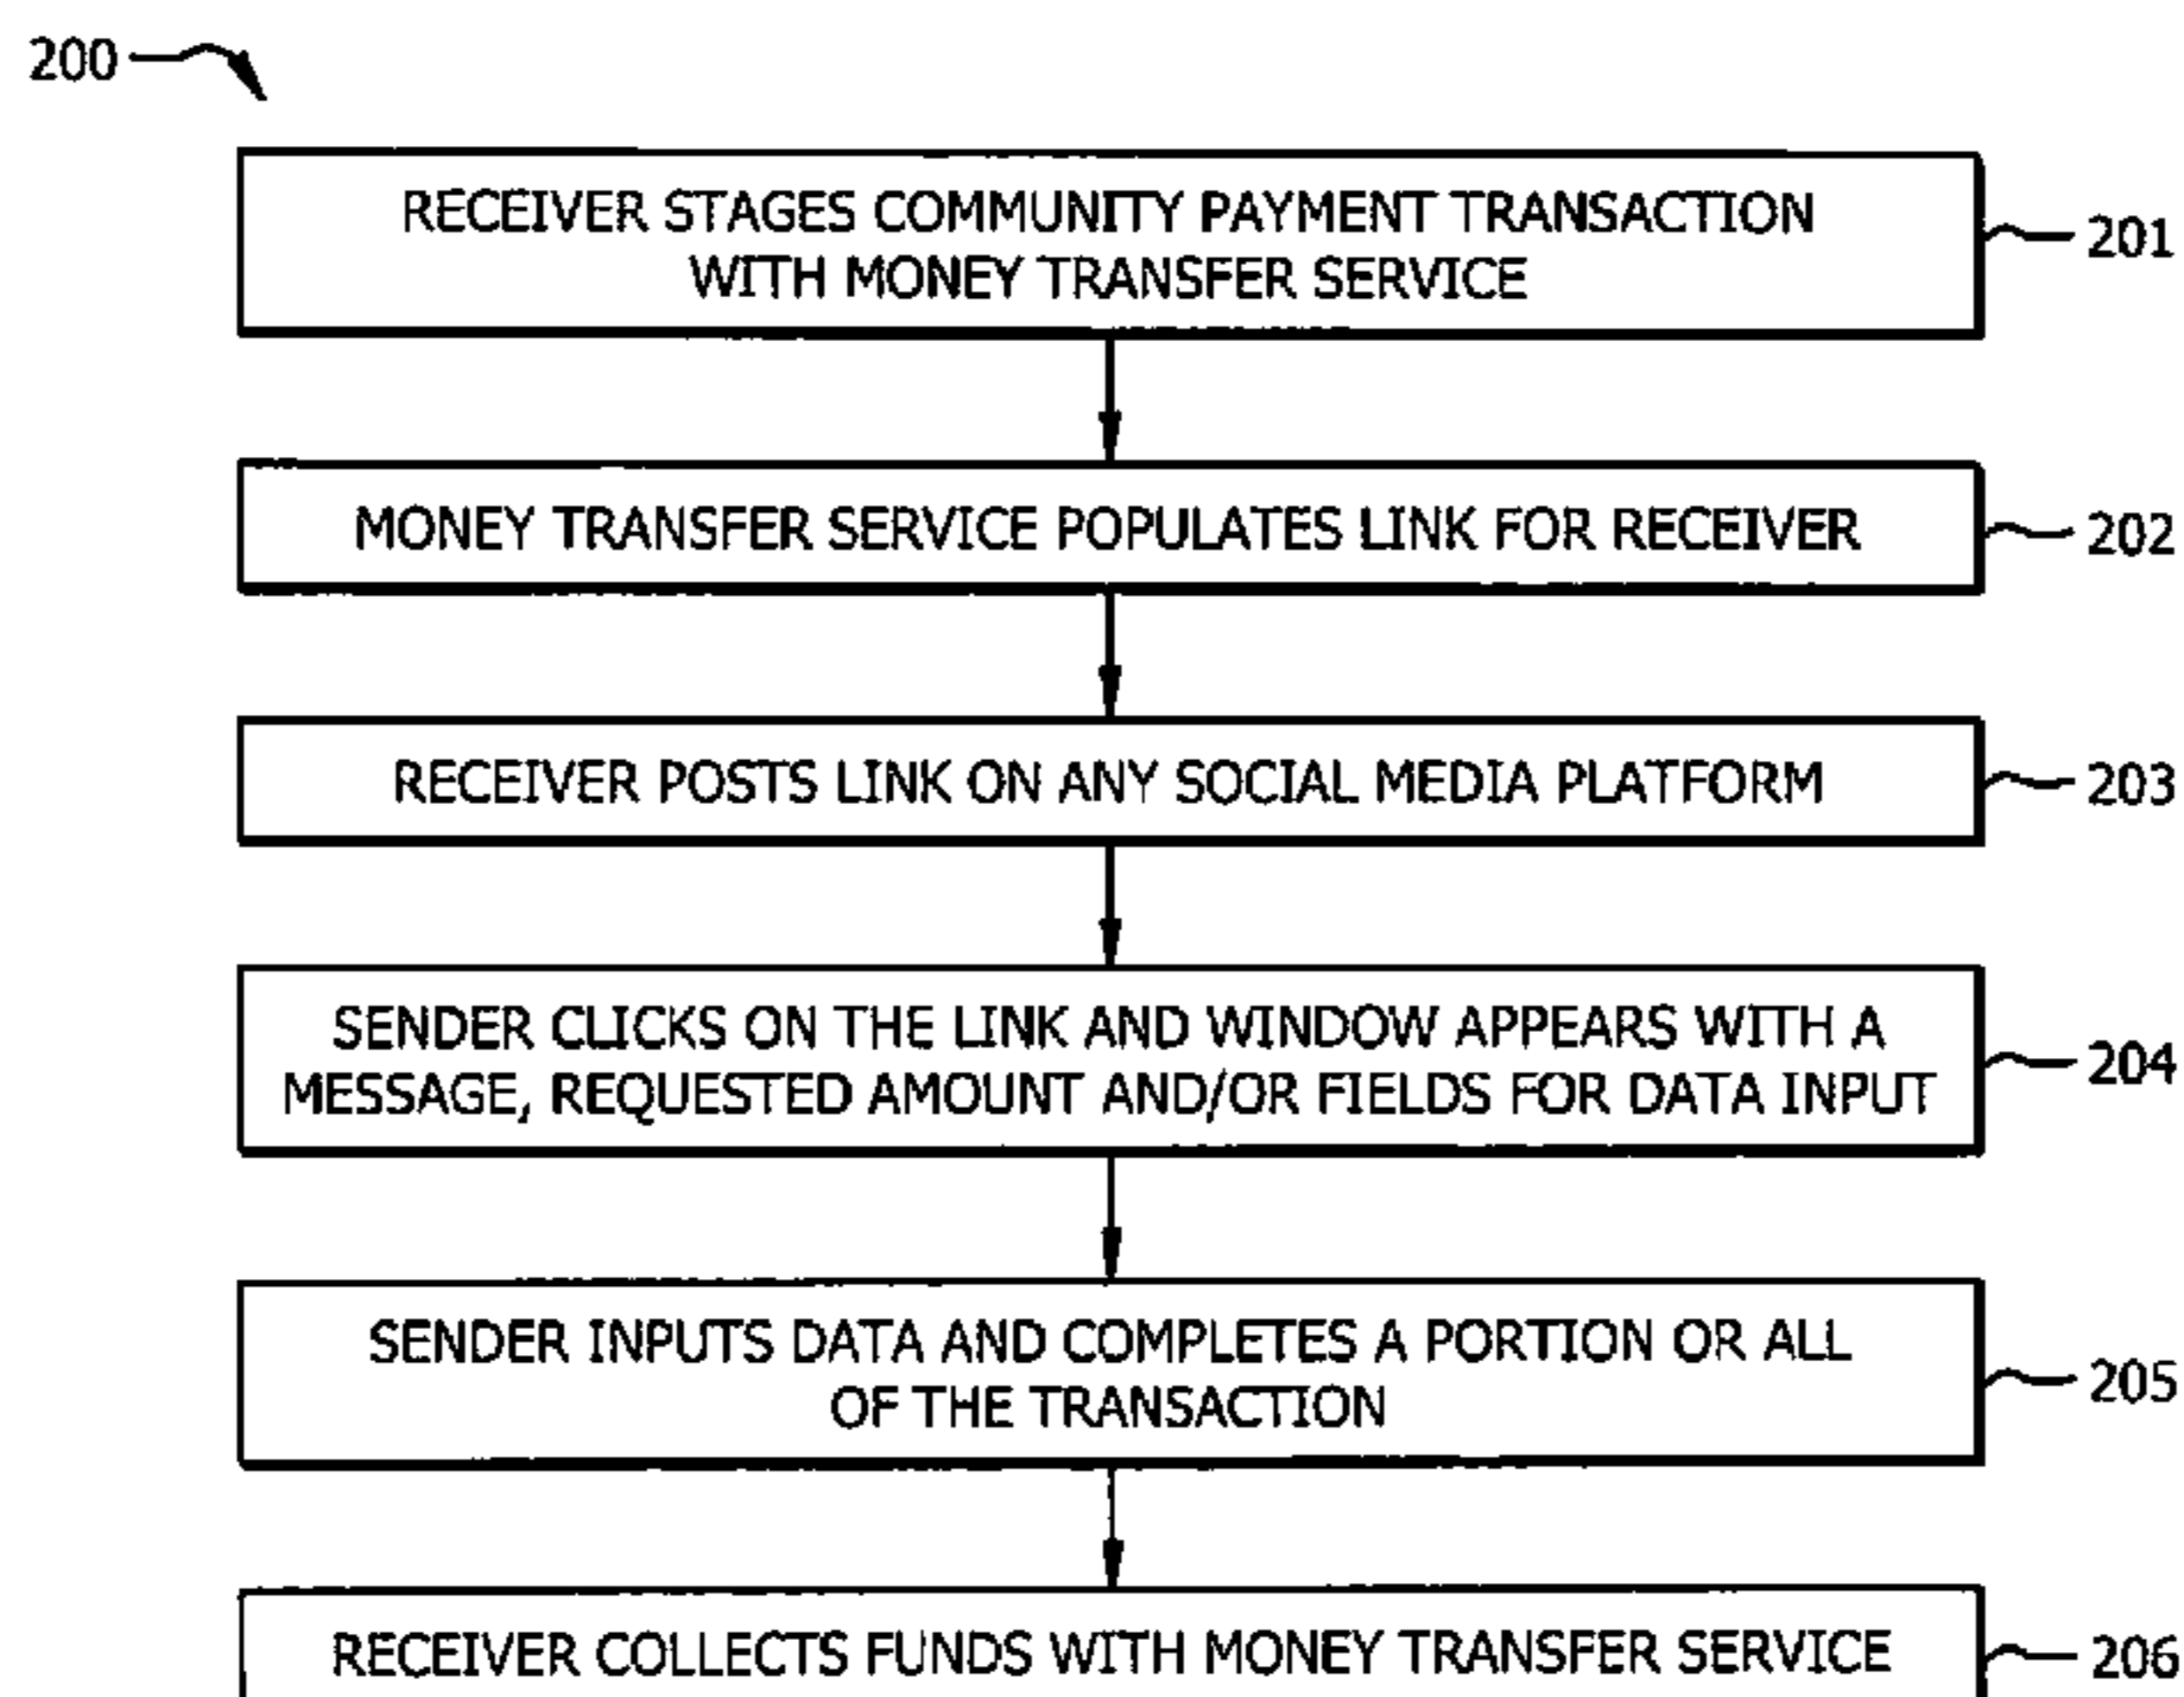 200
RECEIVER STAGES COMMUNITY PAYMENT TRANSACTION
WITH MONEY TRANSFER SERVICE
201
MONEY TRANSFER SERVICE POPULATES LINK FOR RECEIVER
202
RECEIVER POSTS LINK ON ANY SOCIAL MEDIA PLATFORM
203
SENDER CLICKS ON THE LINK AND WINDOW APPEARS WITH A
MESSAGE, REQUESTED AMOUNT AND/OR FIELDS FOR DATA INPUT
204
SENDER INPUTS DATA AND COMPLETES A PORTION OR ALL
OF THE TRANSACTION
205
RECEIVER COLLECTS FUNDS WITH MONEY TRANSFER SERVICE
206